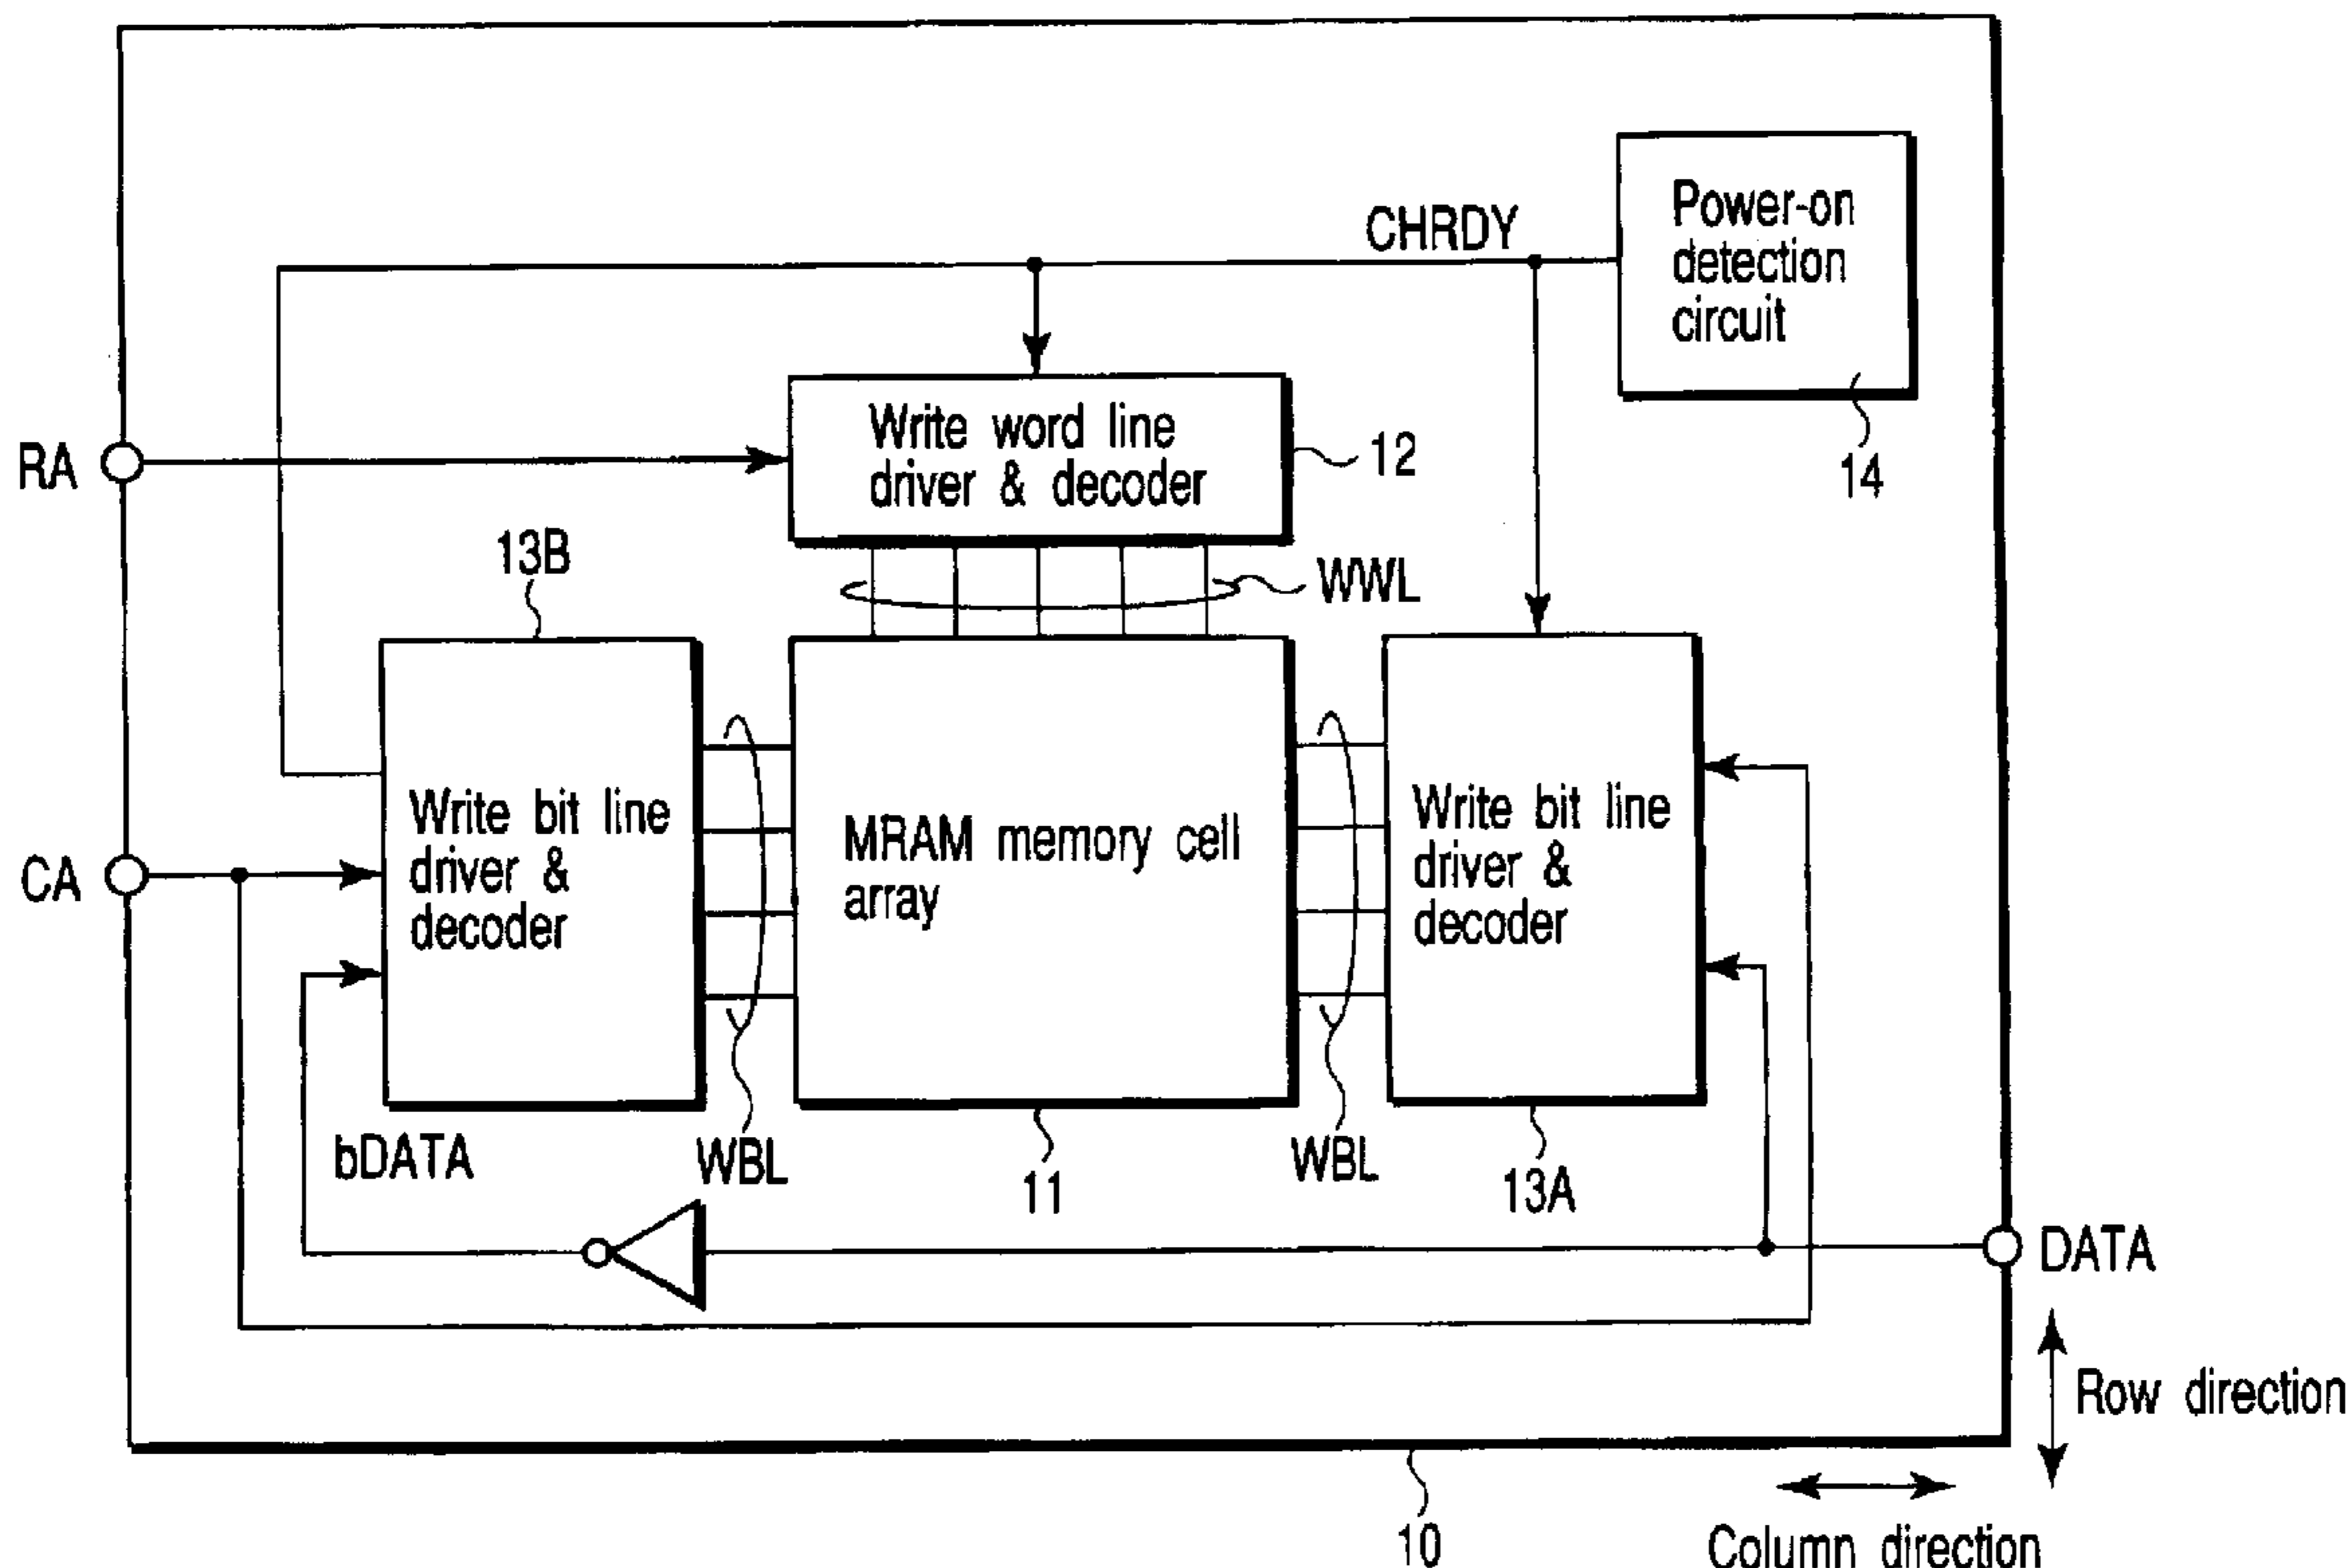 Power-on
detection
circuit
CHRDY
14
RA
Write word line
driver & decoder
12
WWL
13B
Write bit line
driver &
decoder
MRAM memory cell
array
Write bit line
driver &
decoder
CA
bDATA
WBL
11
WBL
13A
DATA
Row direction
Column direction
10